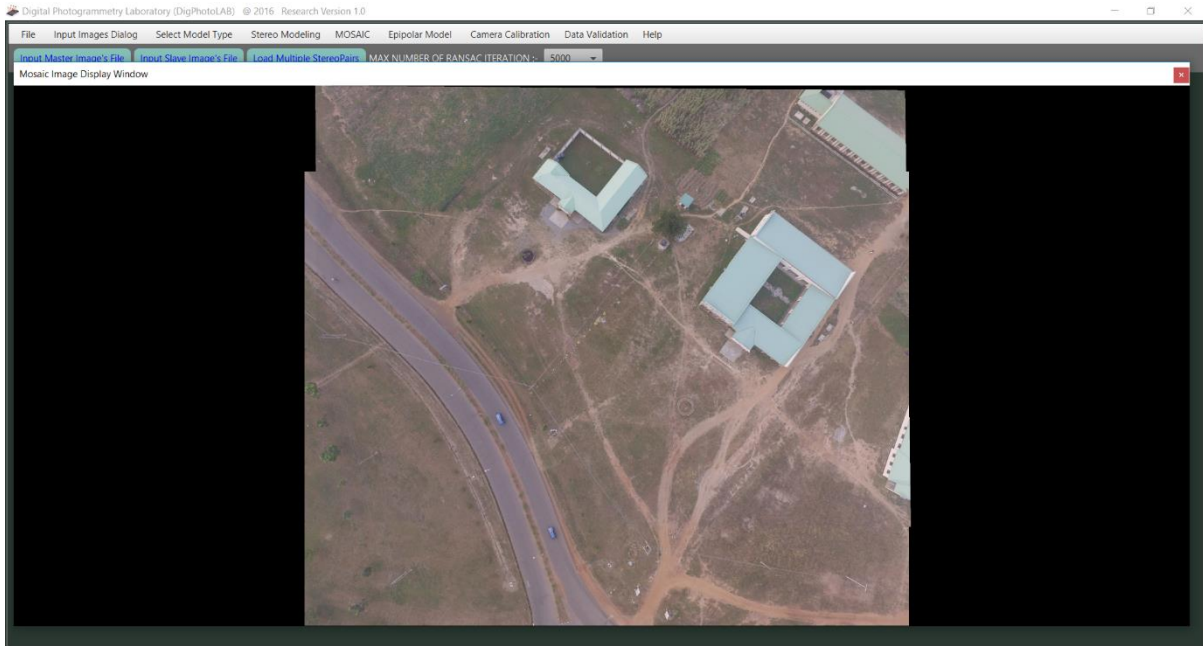 Digital Photogrammetry Laboratory (DigPhotoLAB) @ 2016 Research Version 1.0
File Input Images Dialog Select Model Type Stereo Modeling MOSAIC Epipolar Model Camera Calibration Data Validation Help
Input Master Image's File Input Slave Image's File Load Multiple StereoPairs MAX NUMBER OF RANSAC ITERATION :- 5000
Mosaic Image Display Window